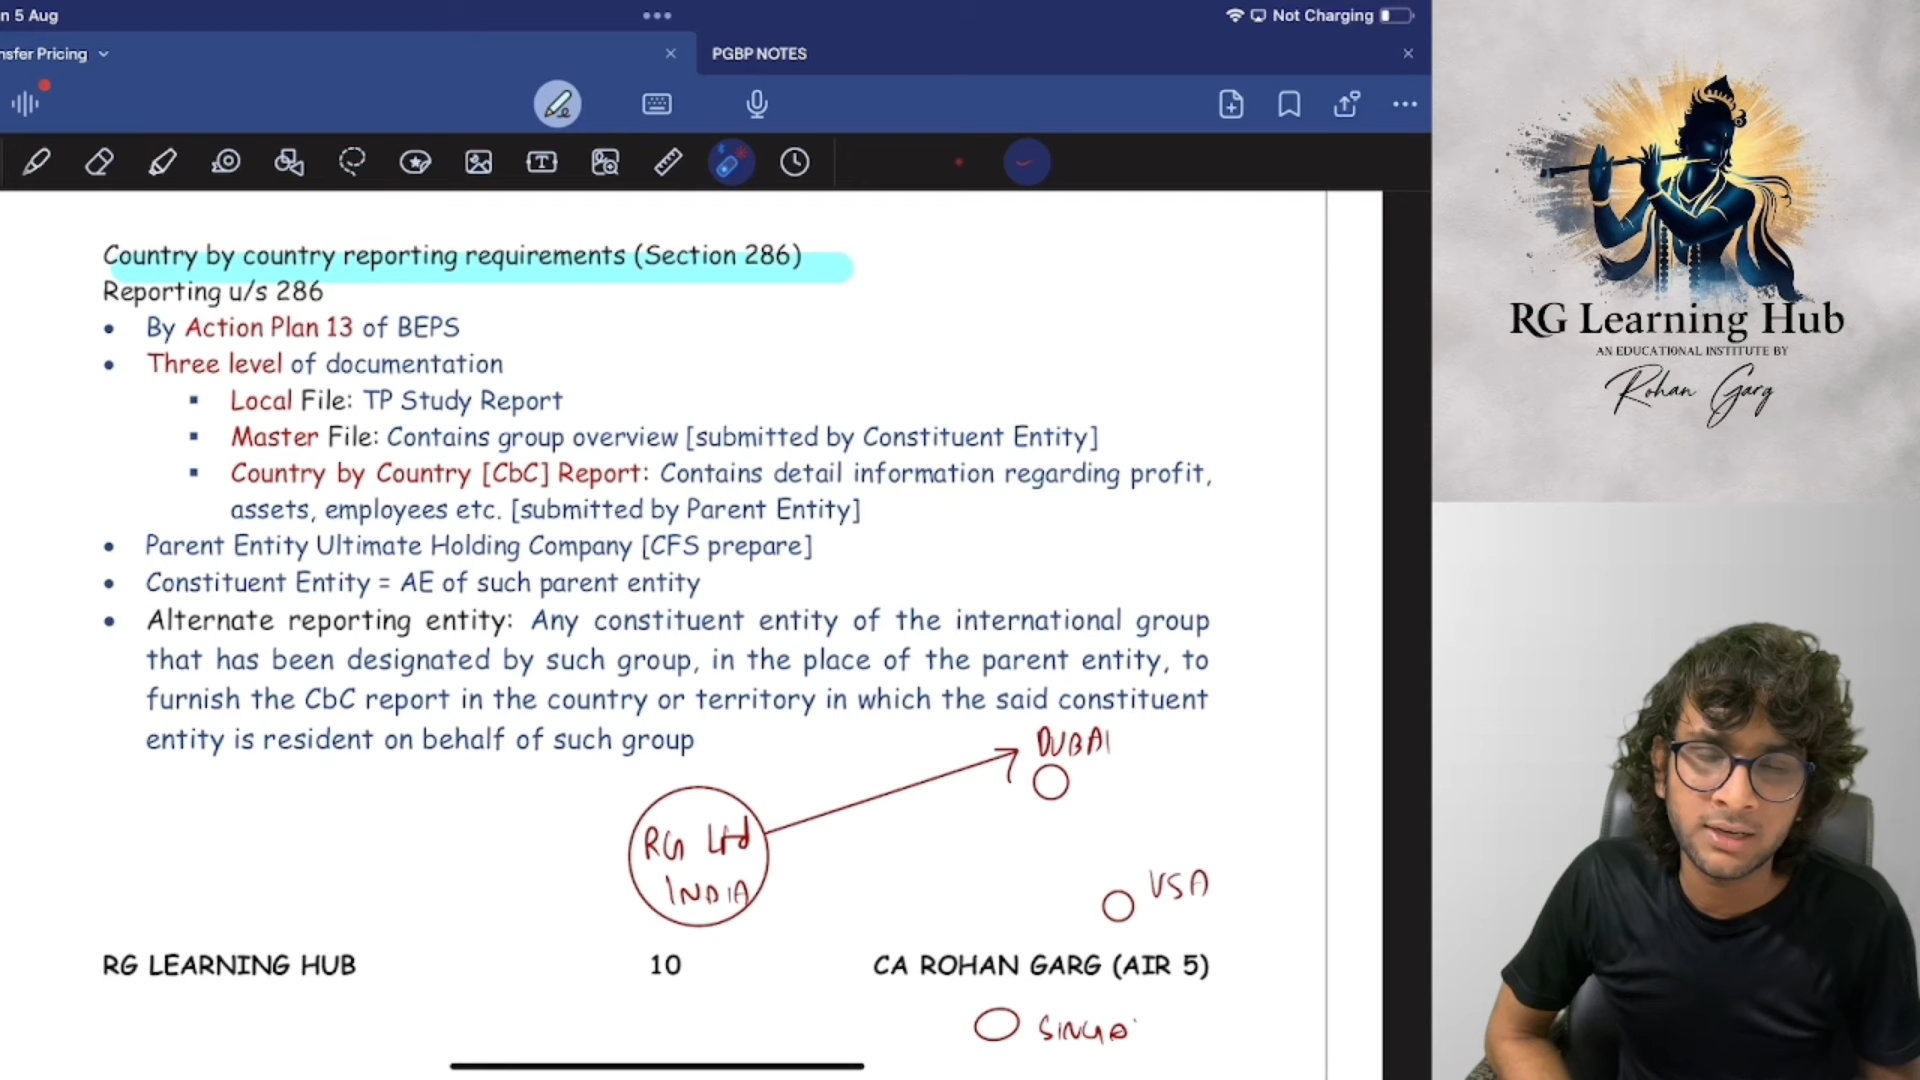 n 5 Aug
Not Charging
nsfer Pricing
PGBP NOTES
Country by country reporting requirements (Section 286)
Reporting u/s 286
• By Action Plan 13 of BEPS
• Three level of documentation
▪ Local File: TP Study Report
▪ Master File: Contains group overview [submitted by Constituent Entity]
▪ Country by Country [CbC] Report: Contains detail information regarding profit,
assets, employees etc. [submitted by Parent Entity]
• Parent Entity Ultimate Holding Company [CFS prepare]
• Constituent Entity = AE of such parent entity
• Alternate reporting entity: Any constituent entity of the international group
that has been designated by such group, in the place of the parent entity, to
furnish the CbC report in the country or territory in which the said constituent
entity is resident on behalf of such group
DUBAI
RG Ltd
INDIA
USA
RG LEARNING HUB
10
CA ROHAN GARG (AIR 5)
SINGA
RG Learning Hub
AN EDUCATIONAL INSTITUTE BY
Rohan Garg